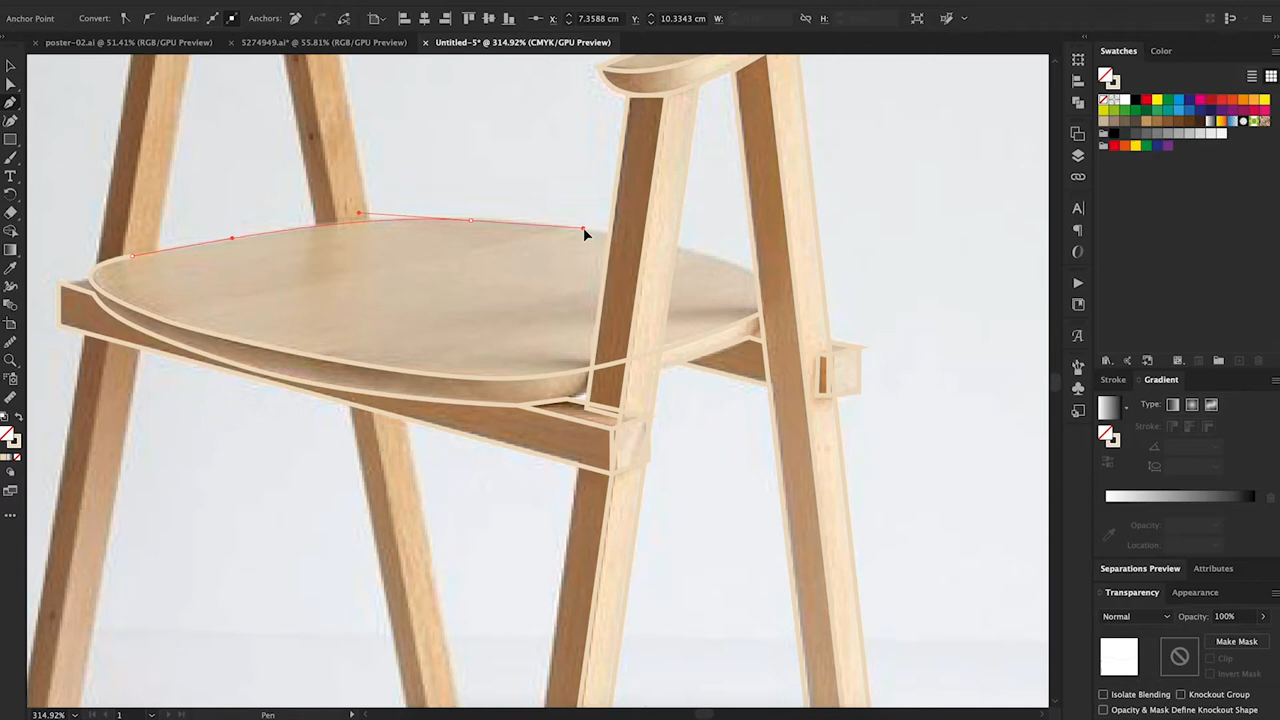 Anchor Point
Convert:
Handles:
Anchors:
X:
7.3588 cm
Y:
10.3343 cm
W:
H:
poster-02.ai @ 51.41% (RGB/GPU Preview)
5274949.ai* @ 55.81% (RGB/GPU Preview)
Untitled-5* @ 314.92% (CMYK/GPU Preview)
Swatches
Color
Stroke
Gradient
Type:
Stroke:
Opacity:
Location:
Separations Preview
Attributes
Transparency
Appearance
Normal
Opacity:
100%
Make Mask
Clip
Invert Mask
Isolate Blending
Knockout Group
Opacity & Mask Define Knockout Shape
314.92%
1
Pen